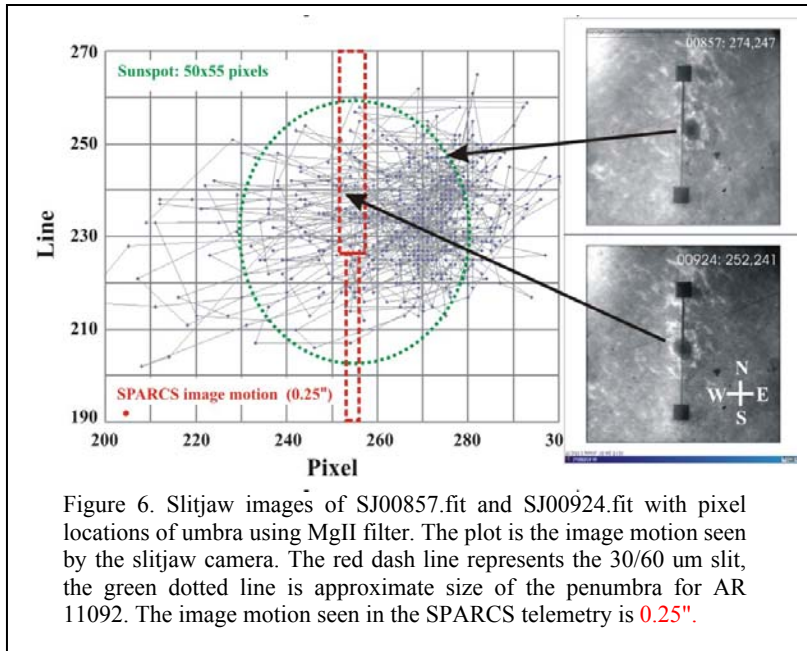 270
250
230
210
190
200
220
240
260
280
300
Line
Pixel
Sunspot: 50x55 pixels
SPARCS image motion (0.25")
00857: 274,247
00924: 252,241
N
W E
S
Figure 6. Slitjaw images of SJ00857.fit and SJ00924.fit with pixel
locations of umbra using MgII filter. The plot is the image motion seen
by the slitjaw camera. The red dash line represents the 30/60 um slit,
the green dotted line is approximate size of the penumbra for AR
11092. The image motion seen in the SPARCS telemetry is 0.25".